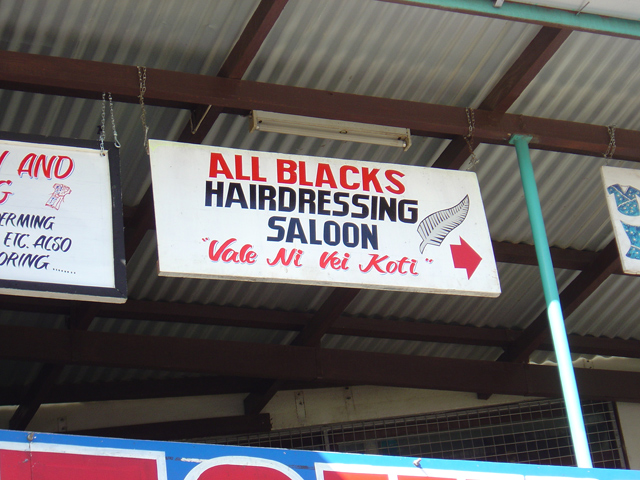 AND
G
ERMING
ETC. ALSO
ORING........
ALL BLACKS
HAIRDRESSING
SALOON
"Vale Ni Vei Koti"